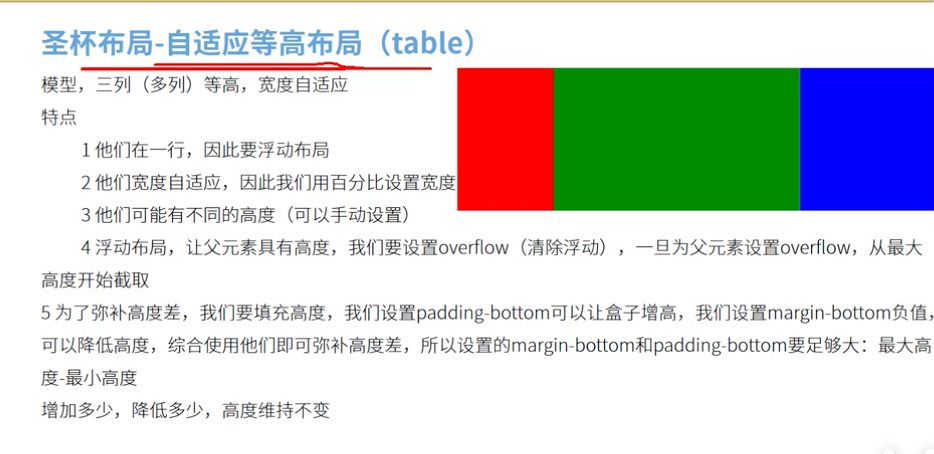 圣杯布局-自适应等高布局（table）
模型，三列（多列）等高，宽度自适应
特点
1 他们在一行，因此要浮动布局
2 他们宽度自适应，因此我们用百分比设置宽度
3 他们可能有不同的高度（可以手动设置）
4 浮动布局，让父元素具有高度，我们要设置overflow（清除浮动），一旦为父元素设置overflow，从最大
高度开始截取
5 为了弥补高度差，我们要填充高度，我们设置padding-bottom可以让盒子增高，我们设置margin-bottom负值，
可以降低高度，综合使用他们即可弥补高度差，所以设置的margin-bottom和padding-bottom要足够大：最大高
度-最小高度
增加多少，降低多少，高度维持不变